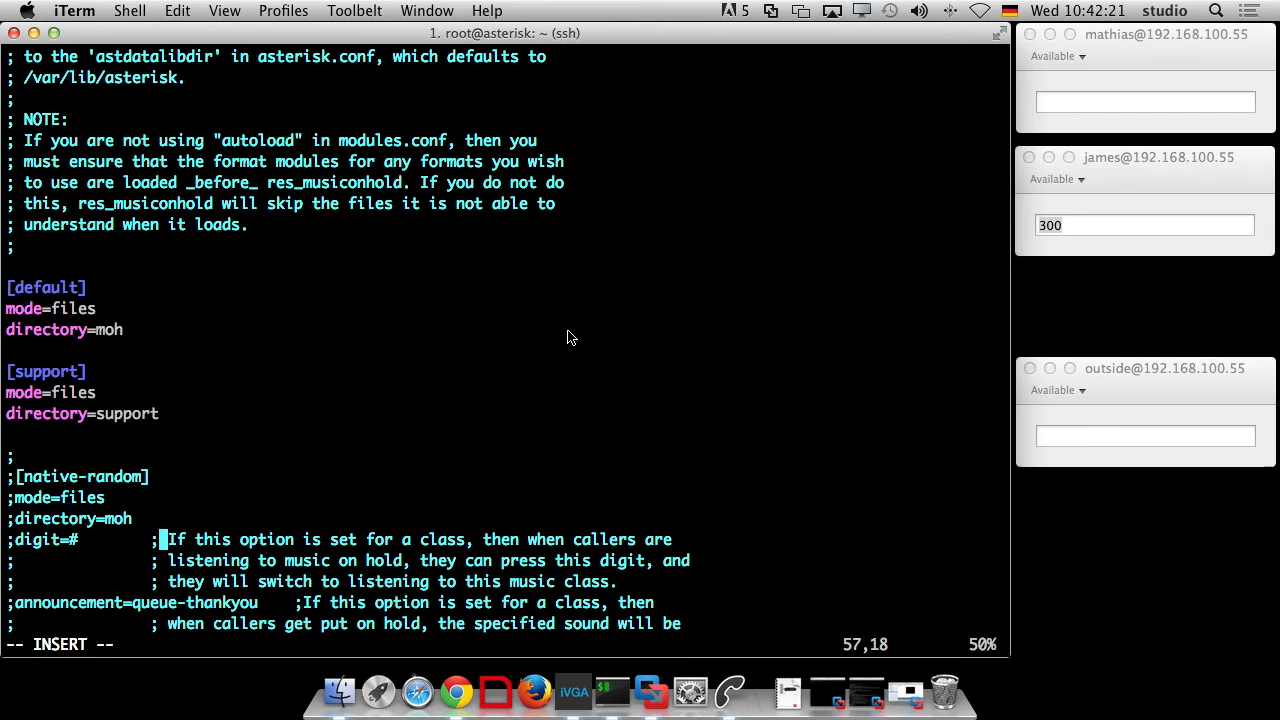 iTerm Shell Edit View Profiles Toolbelt Window Help 5 Wed 10:42:21 studio
1. root@asterisk: ~ (ssh)
; to the 'astdatalibdir' in asterisk.conf, which defaults to
; /var/lib/asterisk.
;
; NOTE:
; If you are not using "autoload" in modules.conf, then you
; must ensure that the format modules for any formats you wish
; to use are loaded _before_ res_musiconhold. If you do not do
; this, res_musiconhold will skip the files it is not able to
; understand when it loads.
;
[default]
mode=files
directory=moh
[support]
mode=files
directory=support
;
;[native-random]
;mode=files
;directory=moh
;digit=# ; If this option is set for a class, then when callers are
; ; listening to music on hold, they can press this digit, and
; ; they will switch to listening to this music class.
;announcement=queue-thankyou ;If this option is set for a class, then
; ; when callers get put on hold, the specified sound will be
-- INSERT -- 57,18 50%
mathias@192.168.100.55
Available
james@192.168.100.55
Available
300
outside@192.168.100.55
Available
iVGA